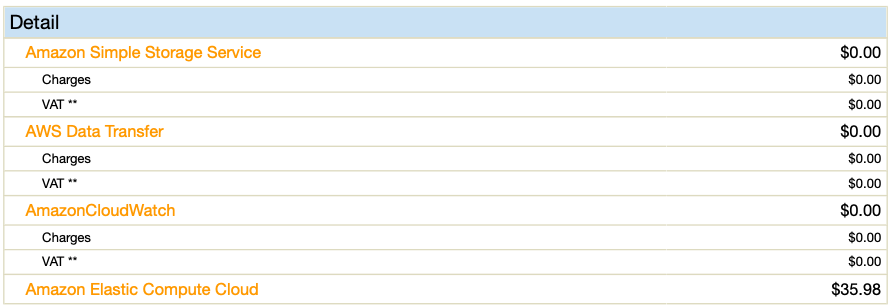 Detail
Amazon Simple Storage Service $0.00
Charges $0.00
VAT ** $0.00
AWS Data Transfer $0.00
Charges $0.00
VAT ** $0.00
AmazonCloudWatch $0.00
Charges $0.00
VAT ** $0.00
Amazon Elastic Compute Cloud $35.98